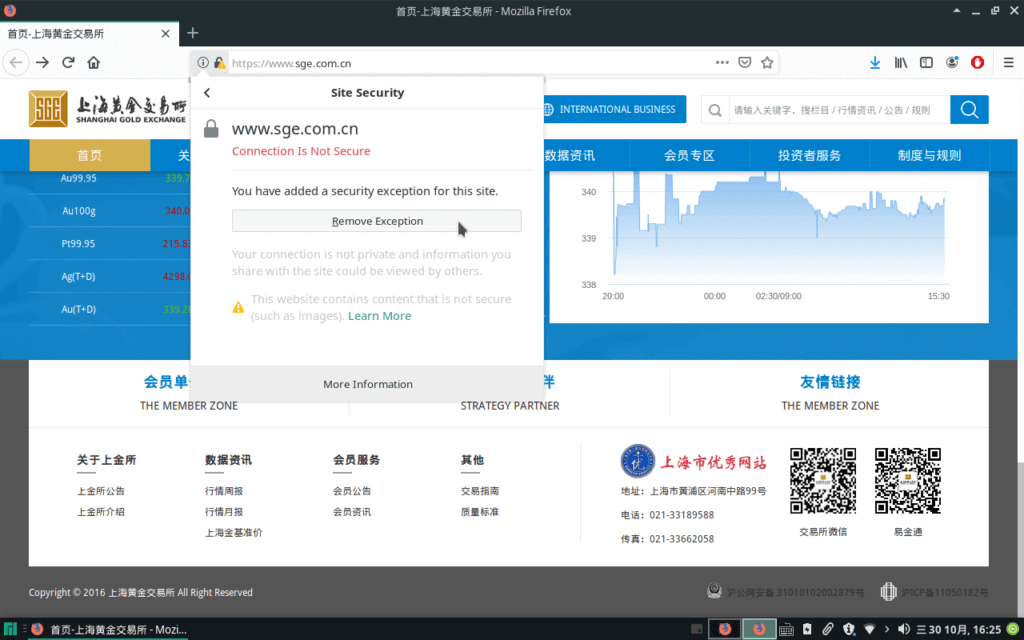 首页-上海黄金交易所 - Mozilla Firefox
首页-上海黄金交易所
https://www.sge.com.cn
SGE
上海黄金交易所
SHANGHAI GOLD EXCHANGE
INTERNATIONAL BUSINESS
请输入关键字，搜栏目 / 行情资讯 / 公告 / 规则
首页
关
数据资讯
会员专区
投资者服务
制度与规则
Site Security
www.sge.com.cn
Connection Is Not Secure
You have added a security exception for this site.
Remove Exception
Your connection is not private and information you
share with the site could be viewed by others.
This website contains content that is not secure
(such as images). Learn More
More Information
Au99.95 339.7
Au100g 340.0
Pt99.95 215.8
Ag(T+D) 4298.
Au(T+D) 339.2
340
339
338
20:00 00:00 02:30/09:00 15:30
会员单
THE MEMBER ZONE
伴
STRATEGY PARTNER
友情链接
THE MEMBER ZONE
关于上金所
上金所公告
上金所介绍
数据资讯
行情周报
行情月报
上海金基准价
会员服务
会员公告
会员资讯
其他
交易指南
质量标准
优
上海市优秀网站
地址：上海市黄浦区河南中路99号
电话：021-33189588
传真：021-33662058
交易所微信
易金通
Copyright © 2016 上海黄金交易所 All Right Reserved
沪公网安备 31010102002879号
沪ICP备11050182号
首页-上海黄金交易所 - Mozi...
三 30 10月, 16:25